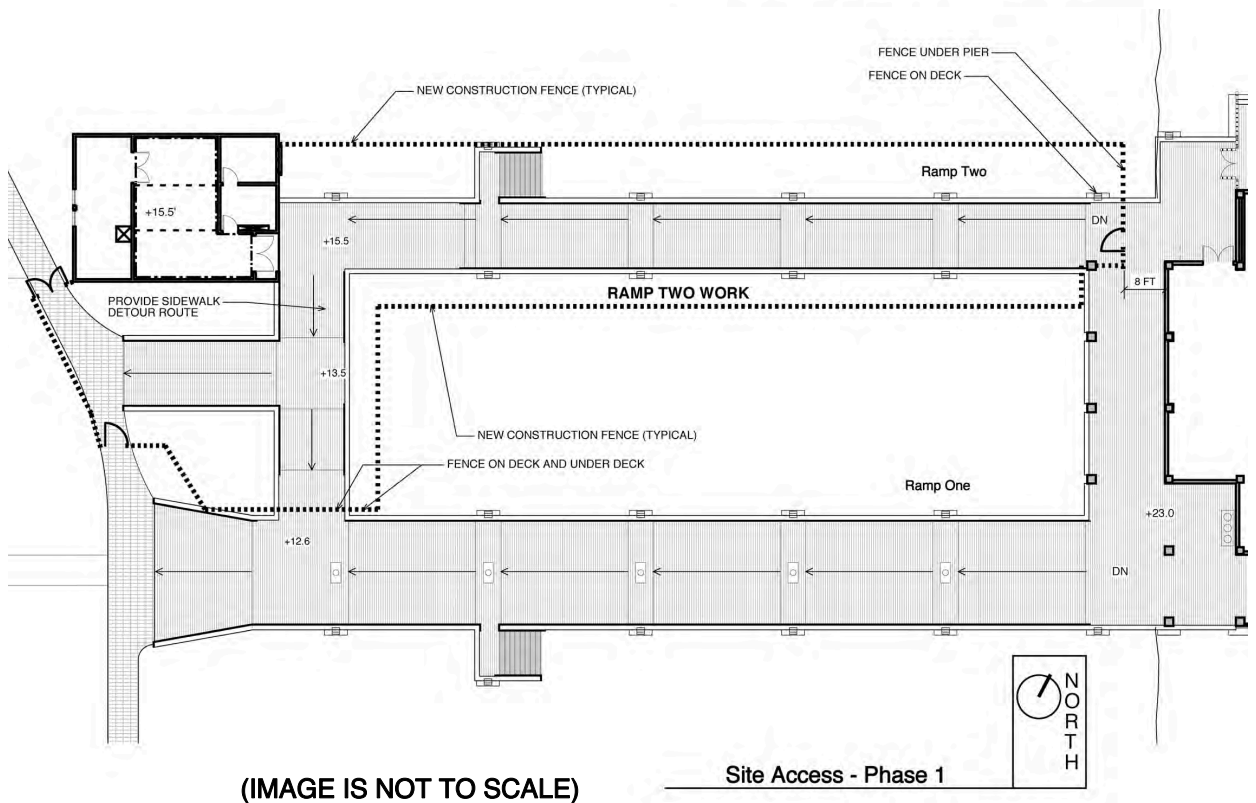 FENCE UNDER PIER
FENCE ON DECK
NEW CONSTRUCTION FENCE (TYPICAL)
Ramp Two
+15.5'
DN
+15.5
8 FT
RAMP TWO WORK
PROVIDE SIDEWALK
DETOUR ROUTE
+13.5
NEW CONSTRUCTION FENCE (TYPICAL)
FENCE ON DECK AND UNDER DECK
Ramp One
+23.0
+12.6
DN
NORTH
Site Access - Phase 1
(IMAGE IS NOT TO SCALE)